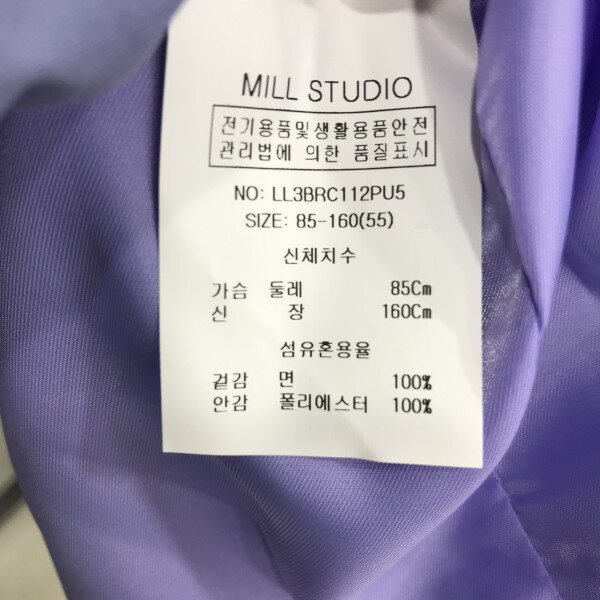 MILL STUDIO
전기용품및생활용품안전
관리법에 의한 품질표시
NO: LL3BRC112PU5
SIZE: 85-160(55)
신체치수
가슴 둘레 85Cm
신 장 160Cm
섬유혼용율
겉감 면 100%
안감 폴리에스터 100%